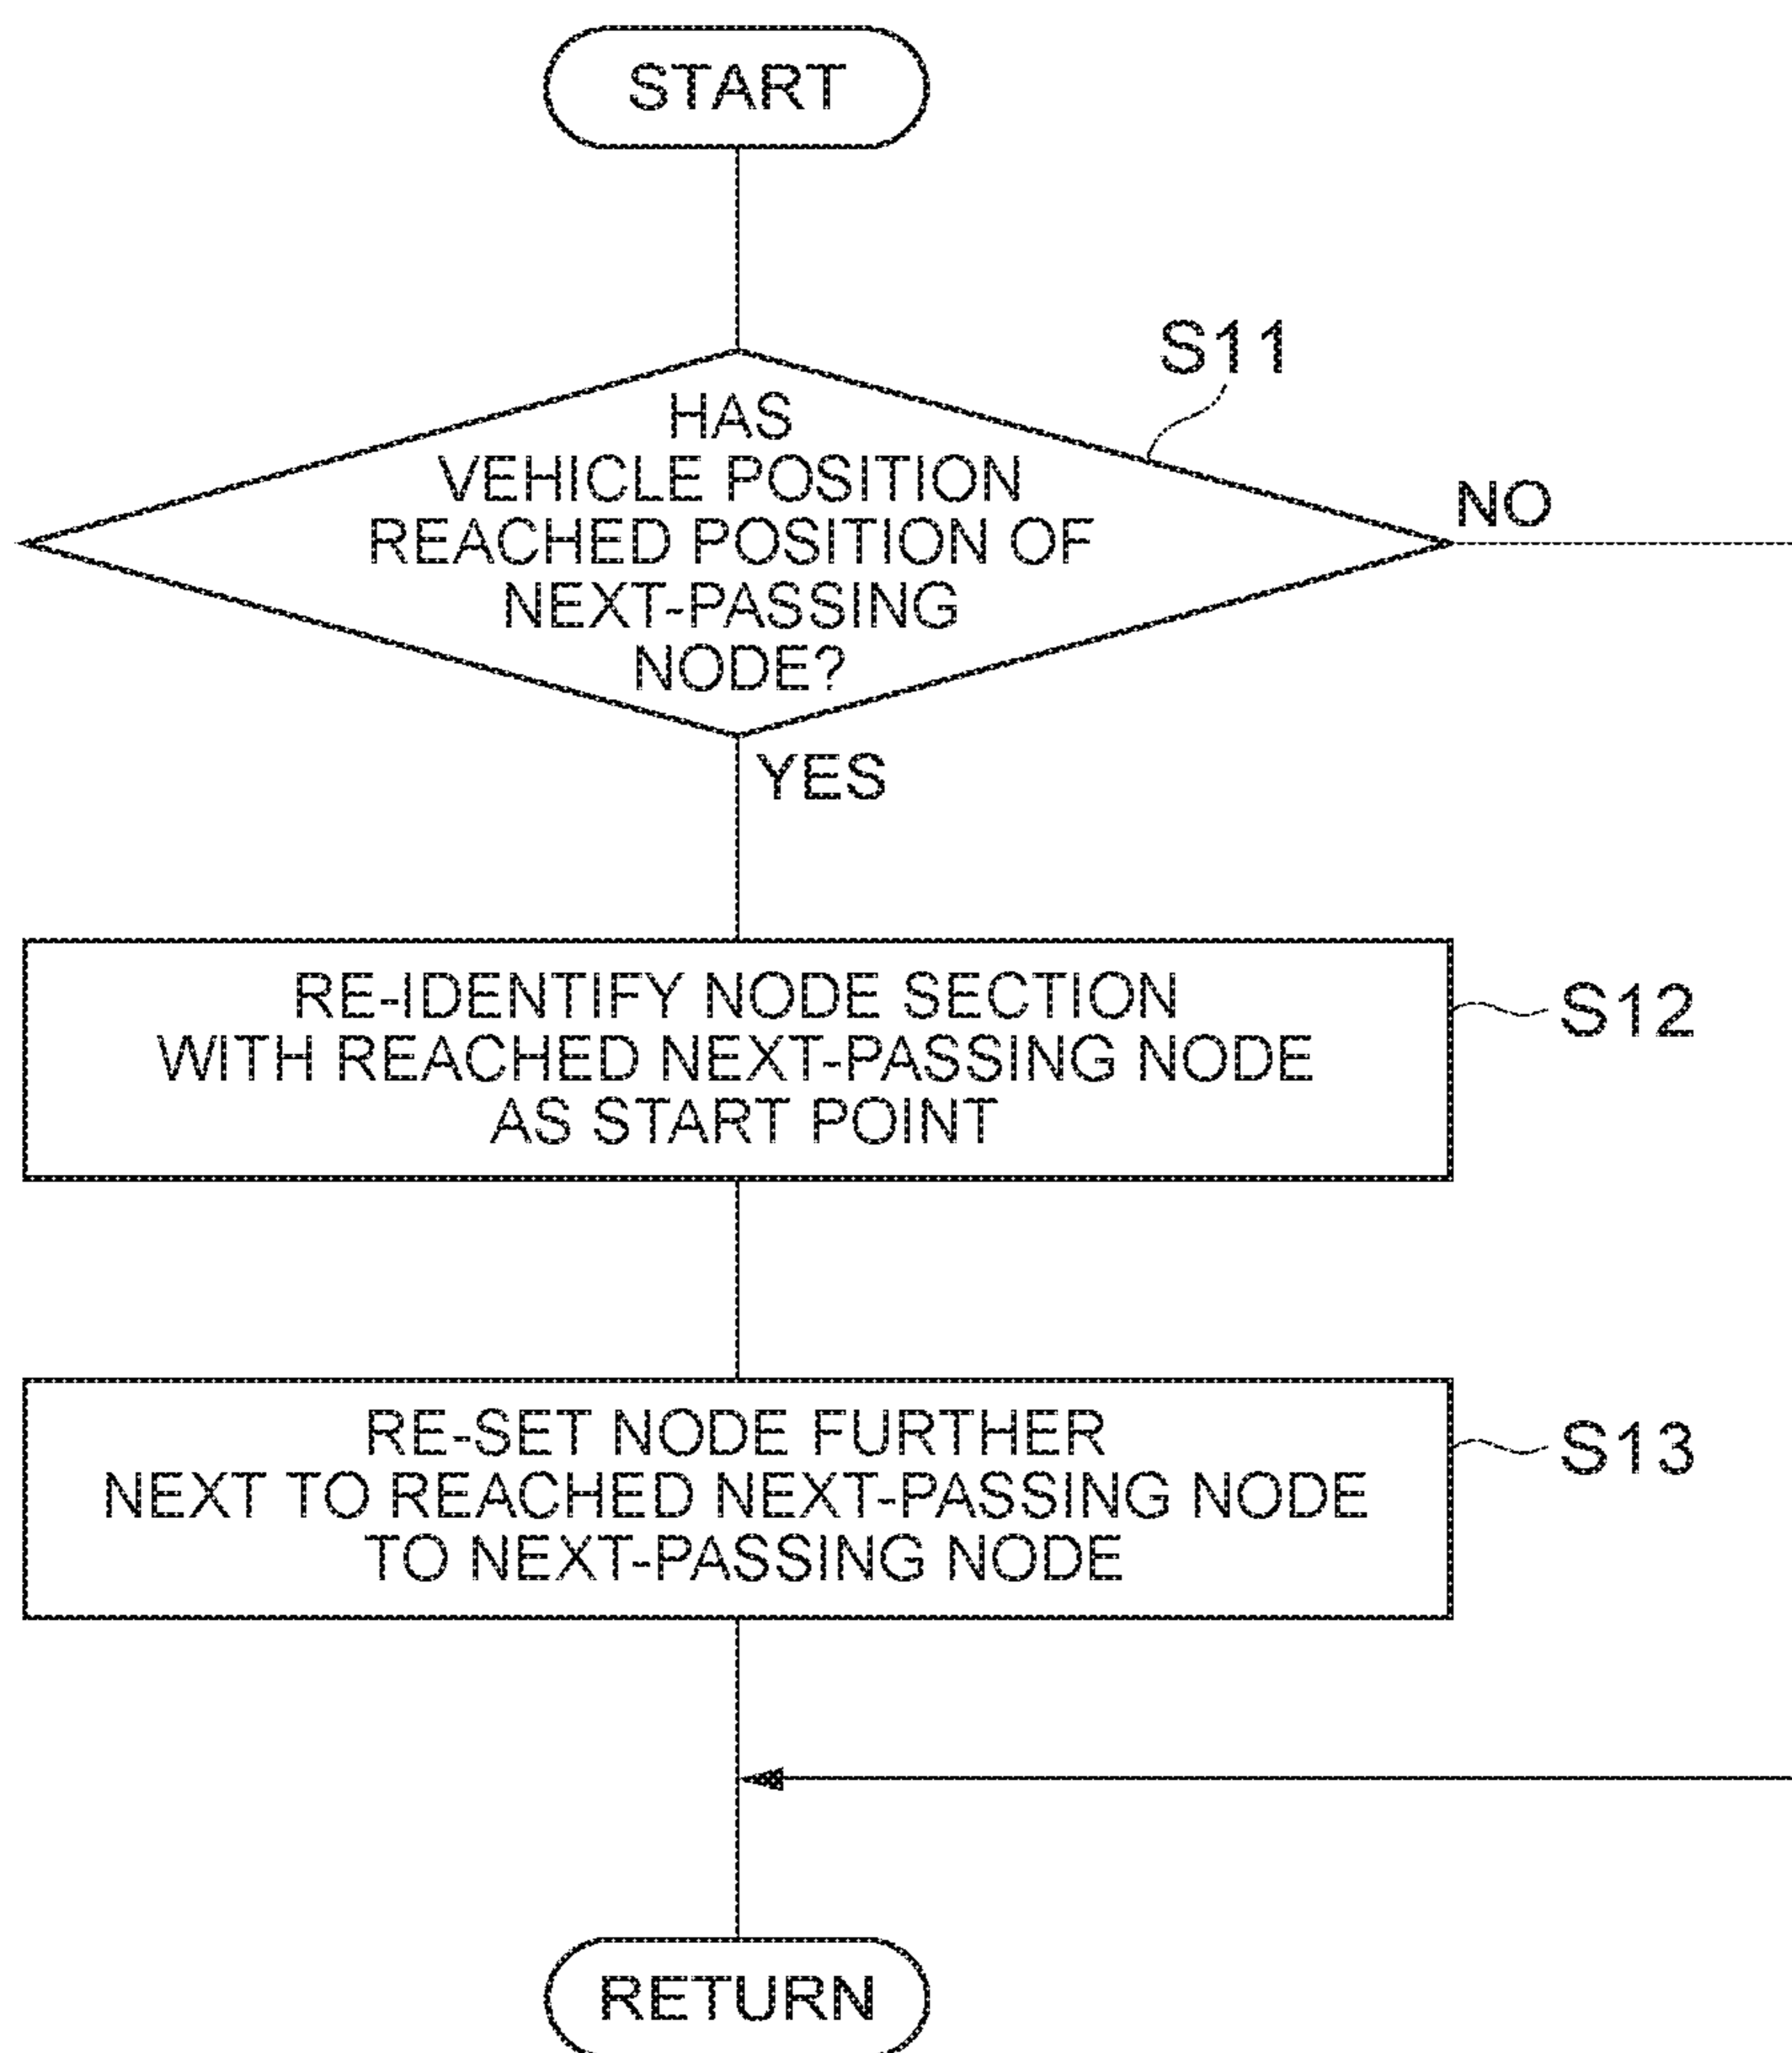 START
S11
HAS
VEHICLE POSITION
REACHED POSITION OF
NEXT-PASSING
NODE?
NO
YES
RE-IDENTIFY NODE SECTION
WITH REACHED NEXT-PASSING NODE
AS START POINT
S12
RE-SET NODE FURTHER
NEXT TO REACHED NEXT-PASSING NODE
TO NEXT-PASSING NODE
S13
RETURN